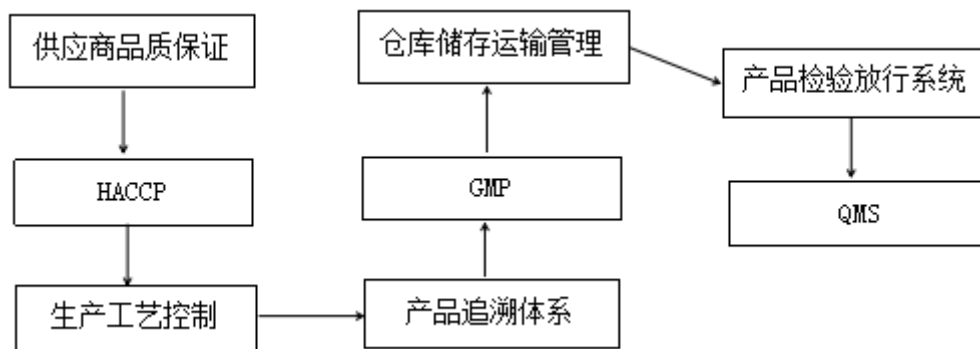 供应商品质保证
HACCP
生产工艺控制
产品追溯体系
GMP
仓库储存运输管理
产品检验放行系统
QMS